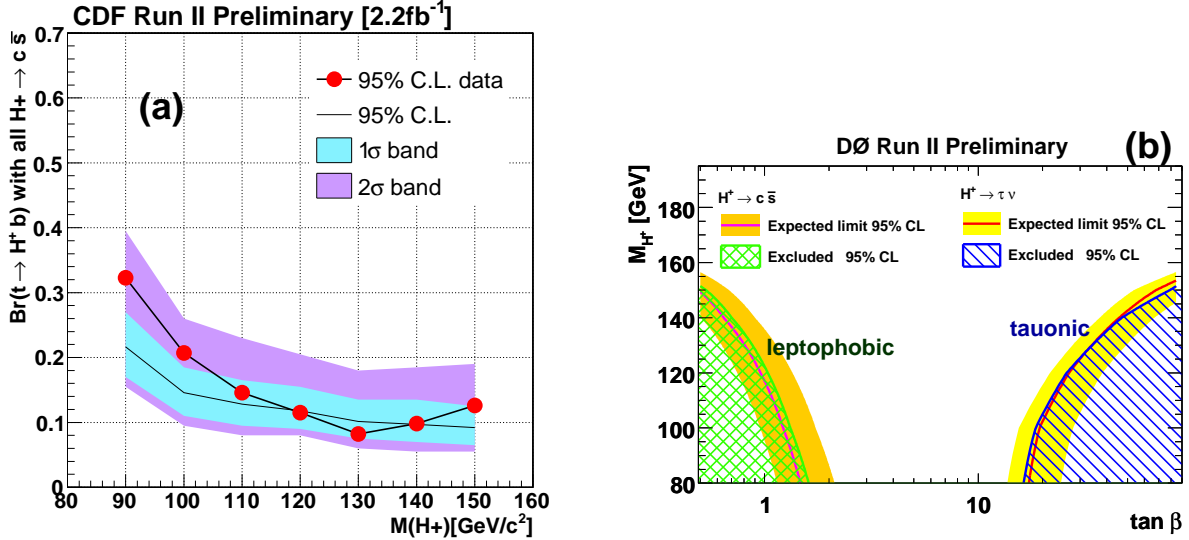 CDF Run II Preliminary [2.2fb⁻¹]
Br(t → H⁺ b) with all H+ → c s̅
0.7
0.6
0.5
0.4
0.3
0.2
0.1
0
(a)
95% C.L. data
95% C.L.
1σ band
2σ band
80 90 100 110 120 130 140 150 160
M(H+)[GeV/c²]
DØ Run II Preliminary
(b)
M_H⁺ [GeV]
180
160
140
120
100
80
H⁺ → c s̅
Expected limit 95% CL
Excluded 95% CL
H⁺ → τ ν
Expected limit 95% CL
Excluded 95% CL
leptophobic
tauonic
1 10
tan β